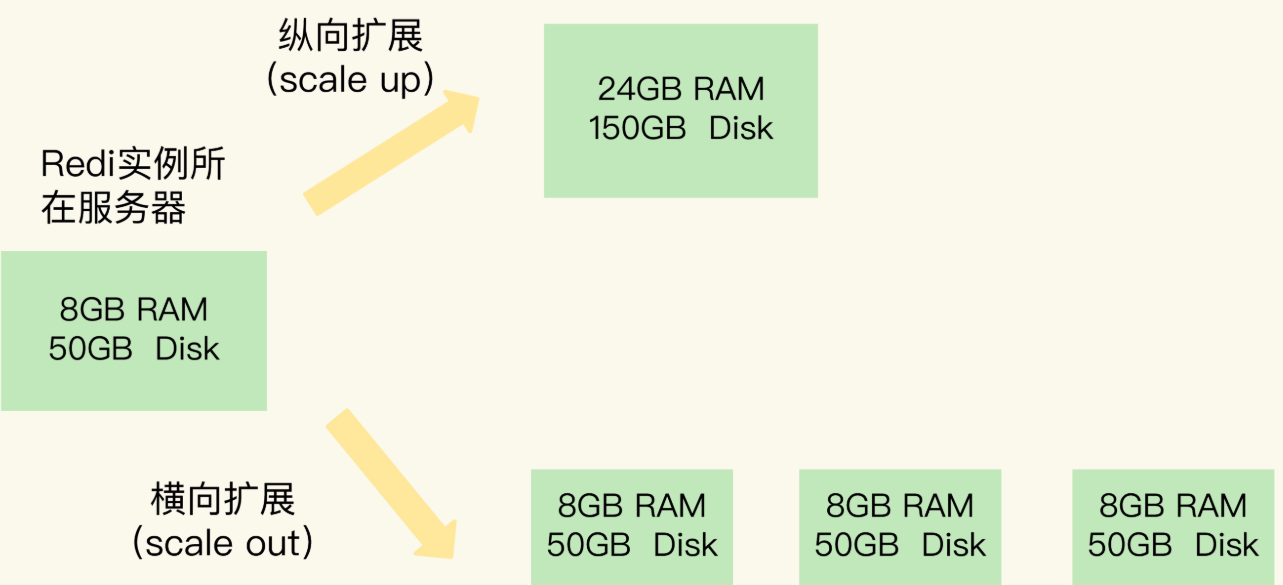 纵向扩展
(scale up)
24GB RAM
150GB Disk
Redi实例所
在服务器
8GB RAM
50GB Disk
横向扩展
(scale out)
8GB RAM
50GB Disk
8GB RAM
50GB Disk
8GB RAM
50GB Disk